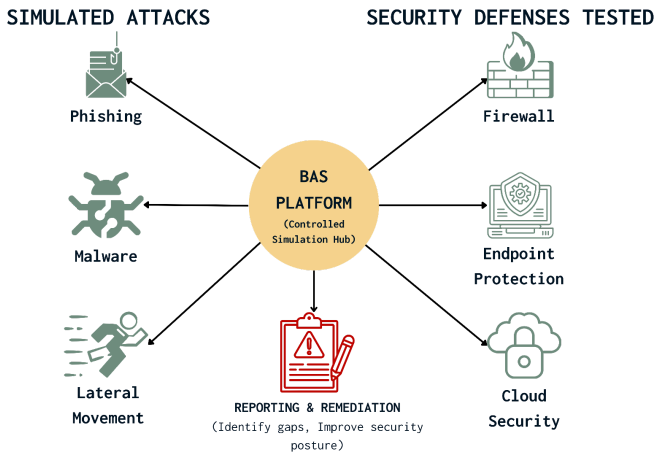 SIMULATED ATTACKS
SECURITY DEFENSES TESTED
Phishing
Firewall
BAS
PLATFORM
(Controlled
Simulation Hub)
Malware
Endpoint
Protection
Lateral
Movement
Cloud
Security
REPORTING & REMEDIATION
(Identify gaps, Improve security
posture)